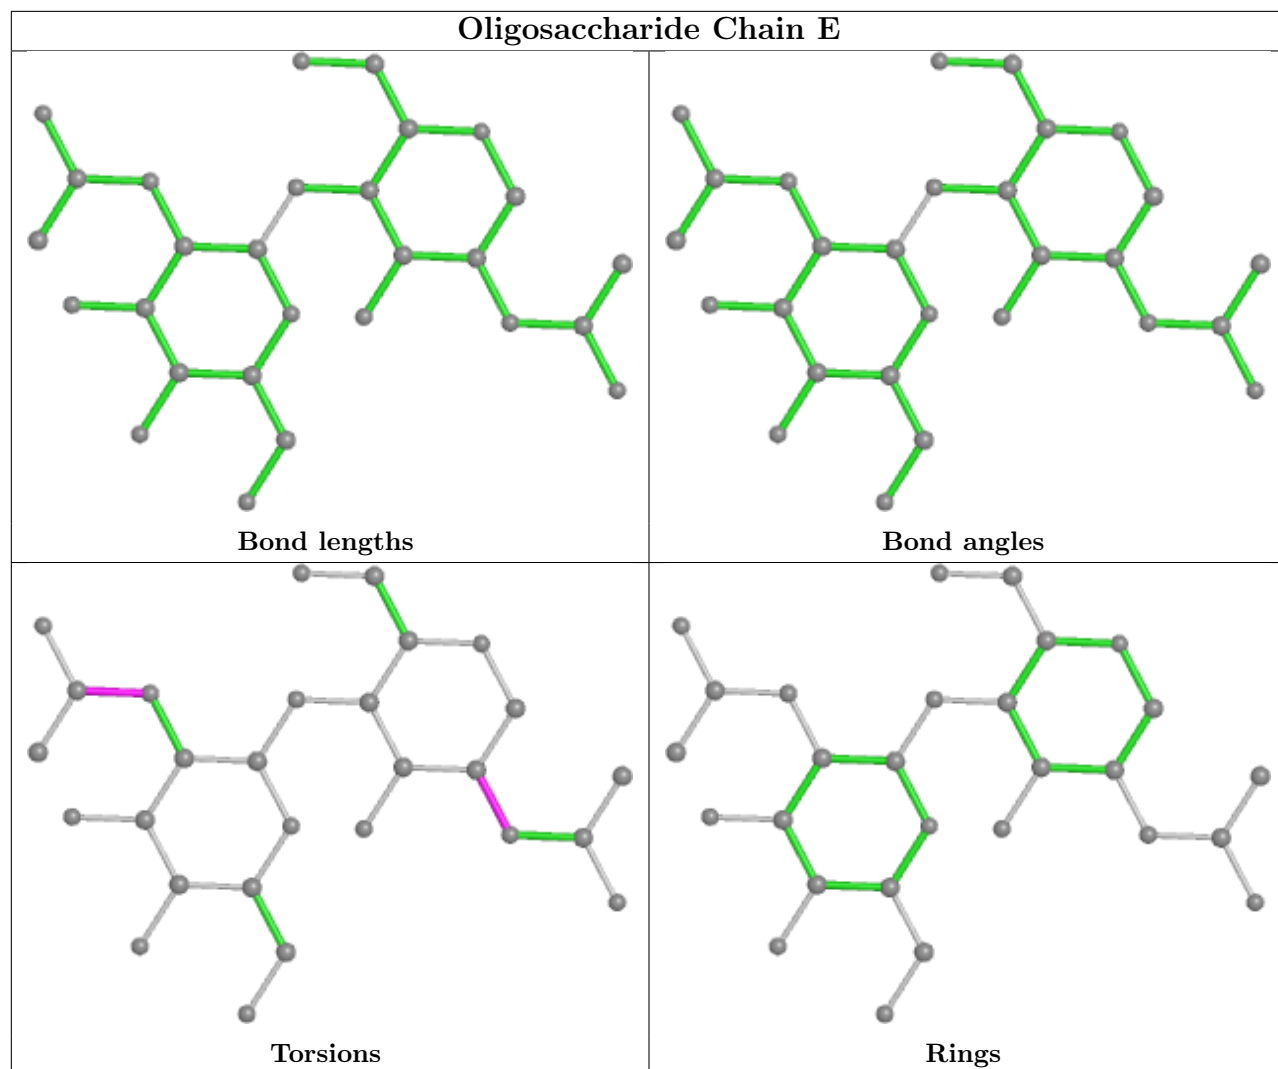 Oligosaccharide Chain E
Bond lengths
Bond angles
Torsions
Rings